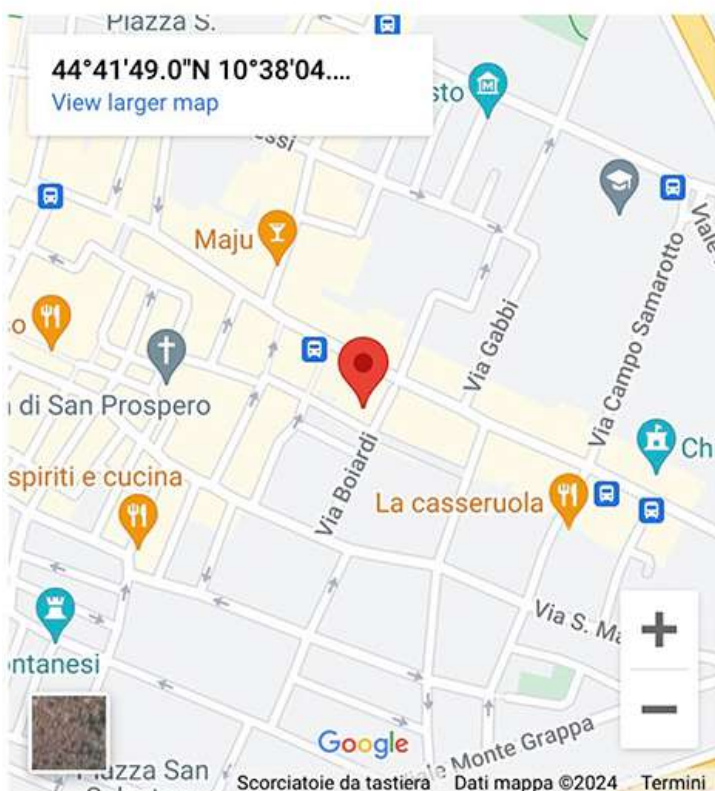 Piazza S.
44°41'49.0"N 10°38'04....
View larger map
Maju
Viale
Via Campo Samarotto
Via Gabbi
di San Prospero
Via Boiardi
Ch
spiriti e cucina
La casseruola
Via S. Ma
ntanesi
Google
Viale Monte Grappa
Piazza San
Scorciatoie da tastiera Dati mappa ©2024 Termini